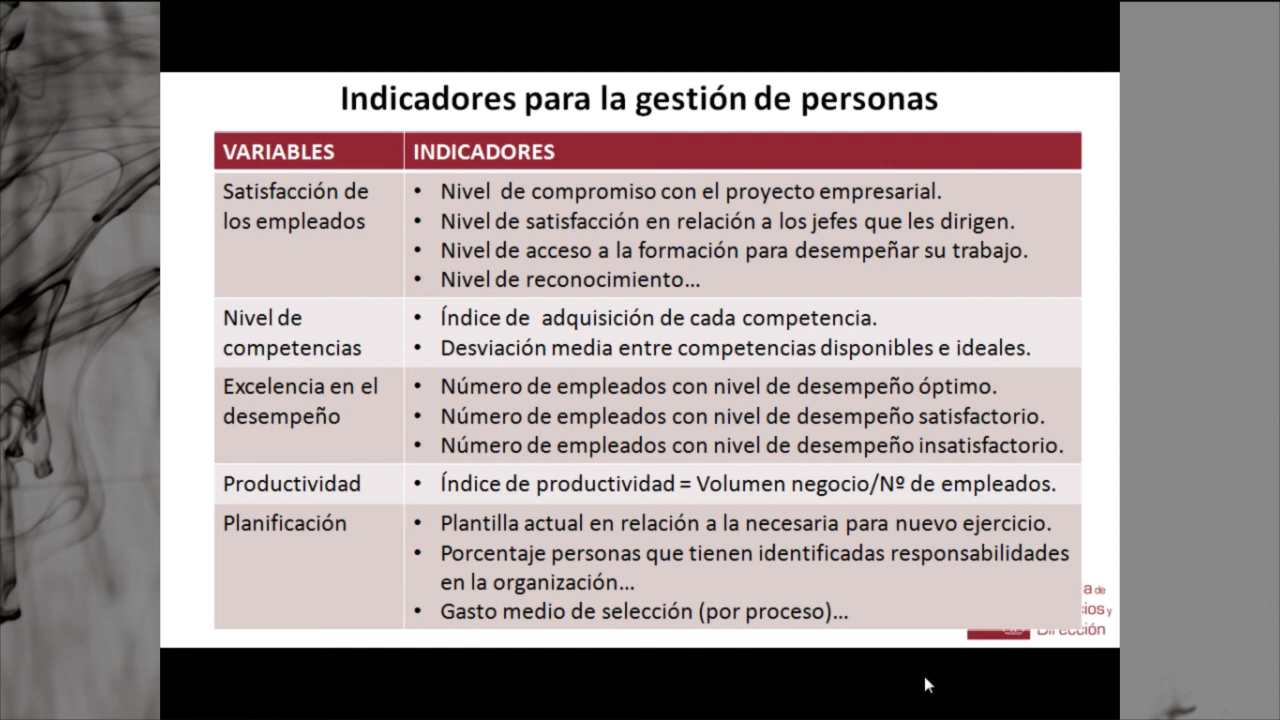 Indicadores para la gestión de personas
VARIABLES
INDICADORES
Satisfacción de
los empleados
• Nivel de compromiso con el proyecto empresarial.
• Nivel de satisfacción en relación a los jefes que les dirigen.
• Nivel de acceso a la formación para desempeñar su trabajo.
• Nivel de reconocimiento...
Nivel de
competencias
• Índice de adquisición de cada competencia.
• Desviación media entre competencias disponibles e ideales.
Excelencia en el
desempeño
• Número de empleados con nivel de desempeño óptimo.
• Número de empleados con nivel de desempeño satisfactorio.
• Número de empleados con nivel de desempeño insatisfactorio.
Productividad
• Índice de productividad = Volumen negocio/Nº de empleados.
Planificación
• Plantilla actual en relación a la necesaria para nuevo ejercicio.
• Porcentaje personas que tienen identificadas responsabilidades
en la organización...
• Gasto medio de selección (por proceso)...
a de
cios y
Dirección